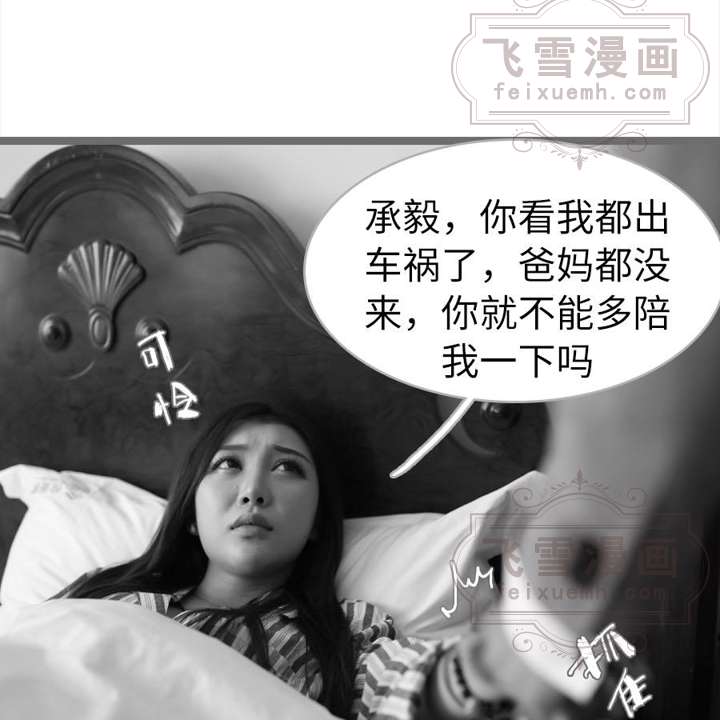 飞雪漫画
feixuemh.com
承毅，你看我都出
车祸了，爸妈都没
来，你就不能多陪
我一下吗
可
怜
飞雪漫画
feixuemh.com
抓
住